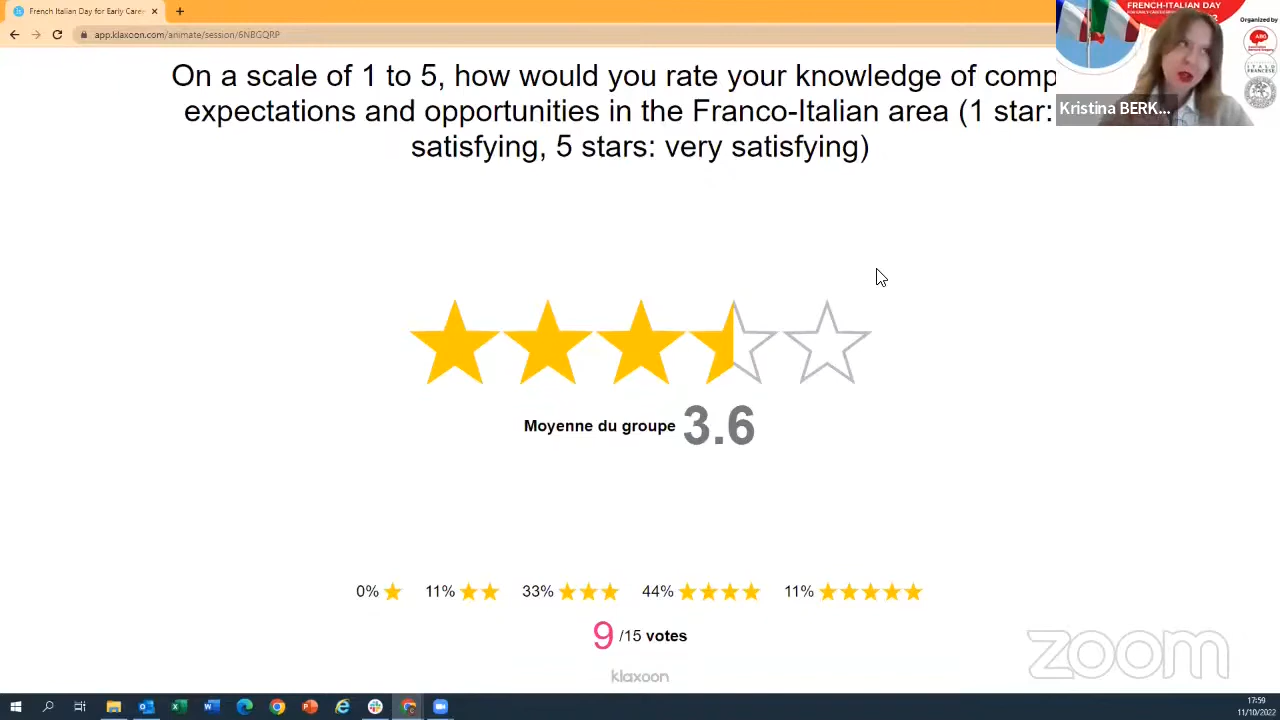 French Italian Day for Early Caree
app.klaxoon.com/animate/session/6NBGQRP
On a scale of 1 to 5, how would you rate your knowledge of comp
expectations and opportunities in the Franco-Italian area (1 star:
satisfying, 5 stars: very satisfying)
FRENCH-ITALIAN DAY
Organized by
ITALO
FRANCESE
Kristina BERK...
Moyenne du groupe 3.6
0% 11% 33% 44% 11%
9 /15 votes
klaxoon
zoom
17:59
11/10/2022